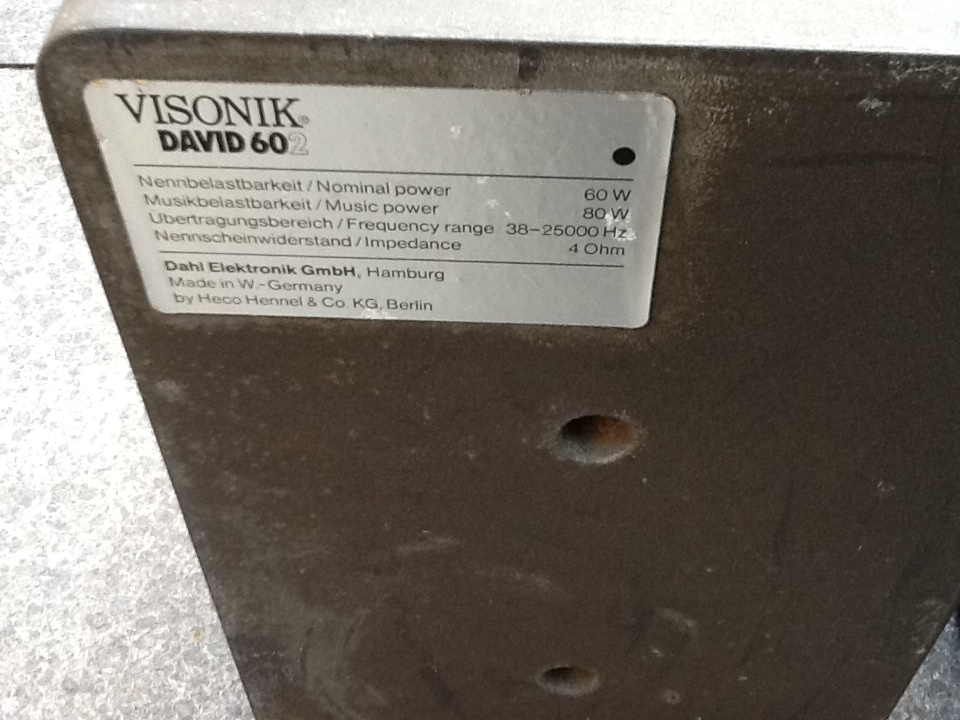 VISONIK®
DAVID 602
Nennbelastbarkeit / Nominal power 60 W
Musikbelastbarkeit / Music power 80 W
Übertragungsbereich / Frequency range 38–25000 Hz
Nennscheinwiderstand / Impedance 4 Ohm
Dahl Elektronik GmbH, Hamburg
Made in W.-Germany
by Heco Hennel & Co. KG, Berlin